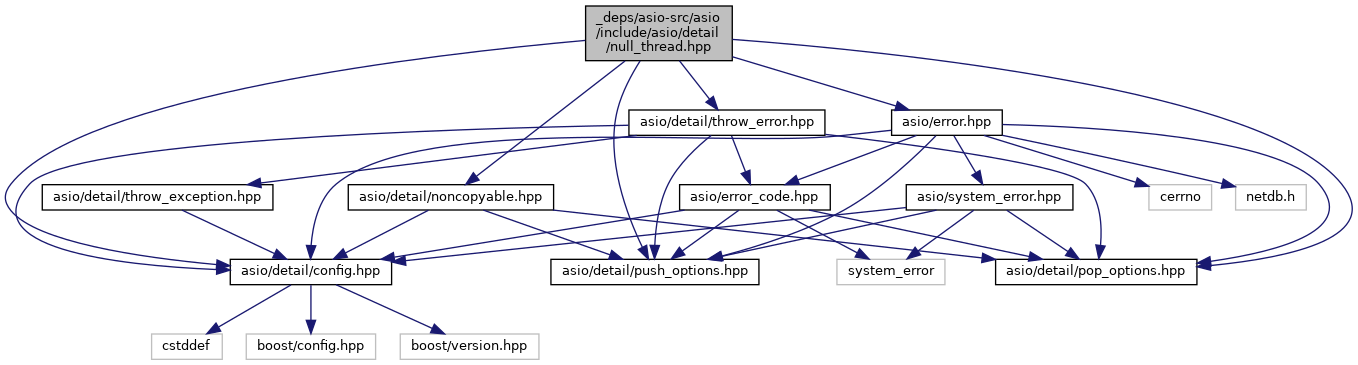 _deps/asio-src/asio
/include/asio/detail
/null_thread.hpp
asio/detail/throw_error.hpp
asio/error.hpp
asio/detail/throw_exception.hpp
asio/detail/noncopyable.hpp
asio/error_code.hpp
asio/system_error.hpp
cerrno
netdb.h
asio/detail/config.hpp
asio/detail/push_options.hpp
system_error
asio/detail/pop_options.hpp
cstddef
boost/config.hpp
boost/version.hpp